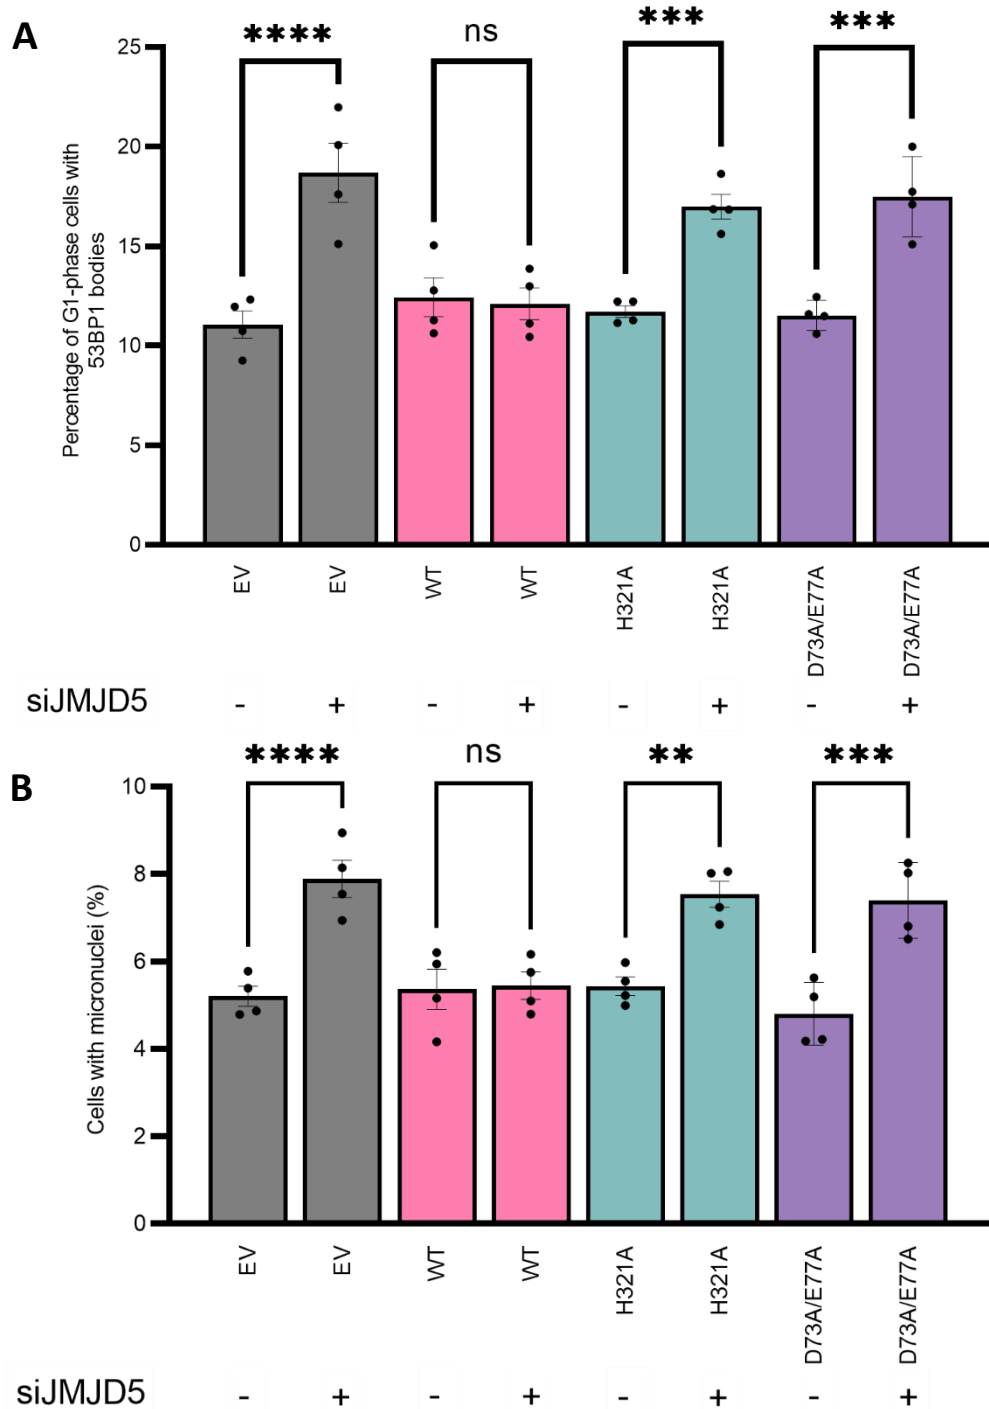 A
**** ns *** ***
25
20
15
10
5
0
Percentage of G1-phase cells with
53BP1 bodies
EV EV WT WT H321A H321A D73A/E77A D73A/E77A
siJMJD5 - + - + - + - +
B
**** ns ** ***
10
8
6
4
2
0
Cells with micronuclei (%)
EV EV WT WT H321A H321A D73A/E77A D73A/E77A
siJMJD5 - + - + - + - +